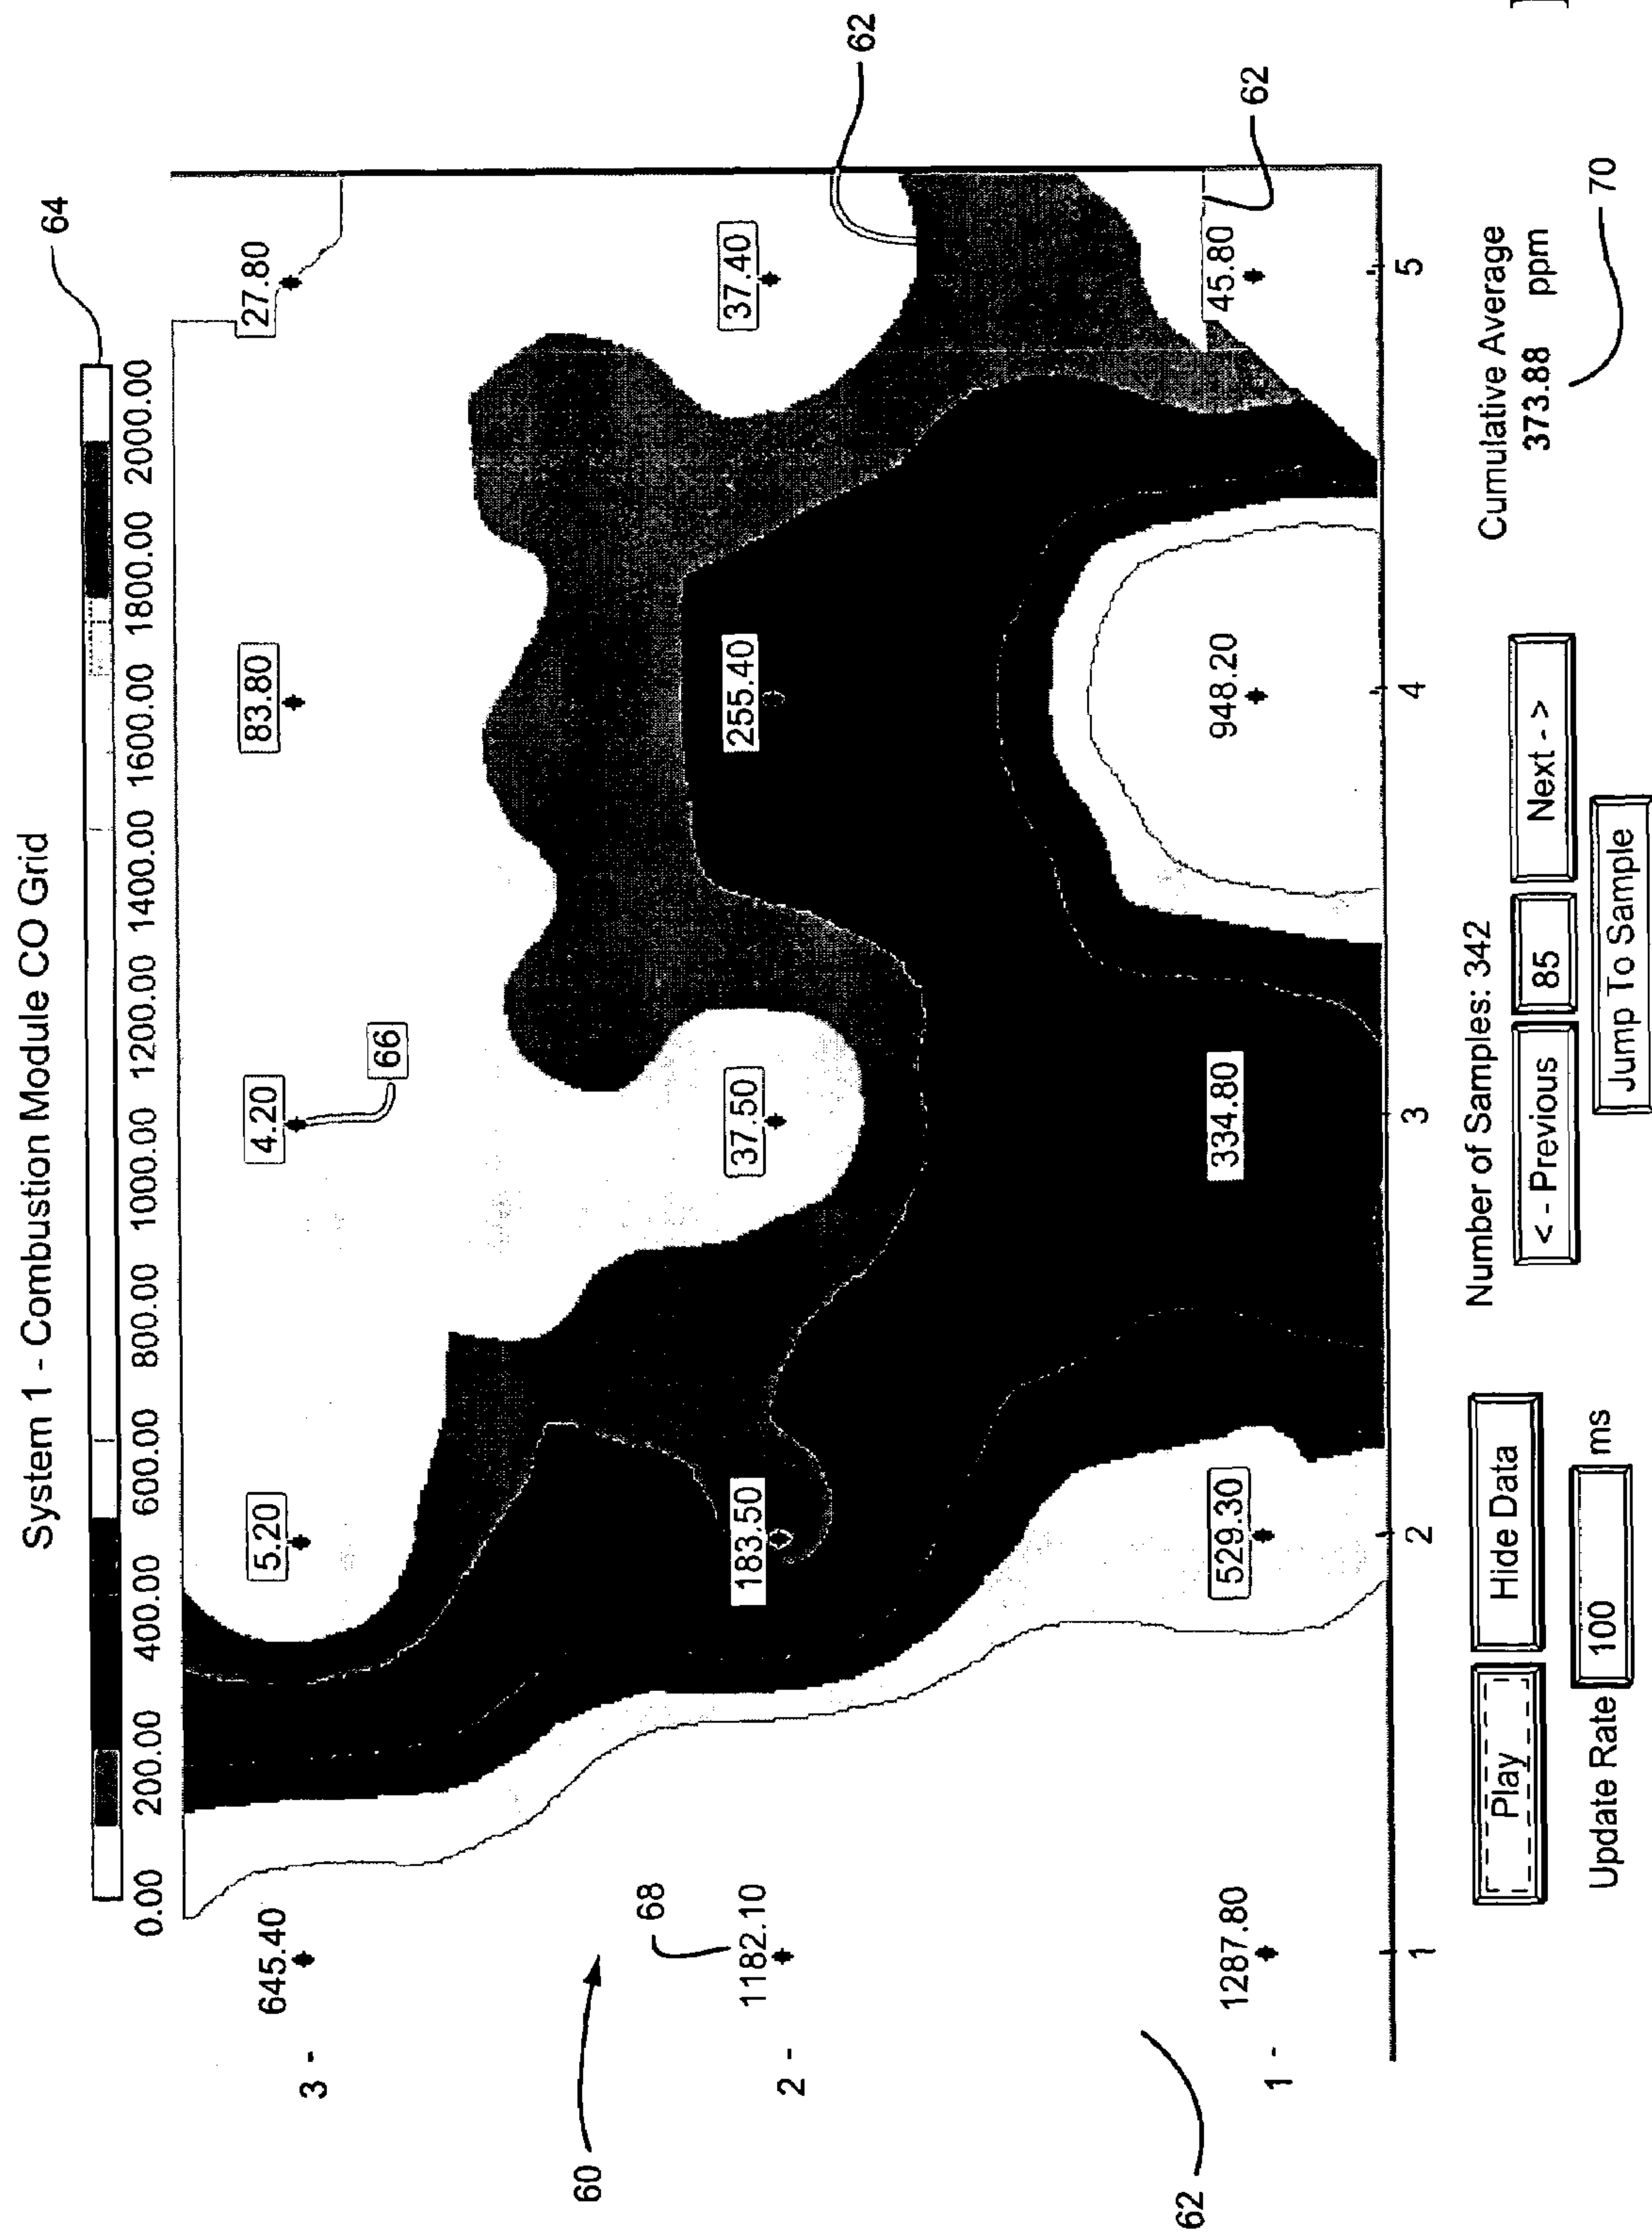 System 1 - Combustion Module CO Grid
64
0.00 200.00 400.00 600.00 800.00 1000.00 1200.00 1400.00 1600.00 1800.00 2000.00
3 -
645.40
5.20
4.20
83.80
27.80
66
60
68
2 -
1182.10
183.50
37.50
255.40
37.40
62
1 -
1287.80
529.30
334.80
948.20
45.80
62
62
1 2 3 4 5
Play
Hide Data
Number of Samples: 342
Cumulative Average
373.88 ppm
< - Previous
85
Next - >
Update Rate 100 ms
Jump To Sample
70